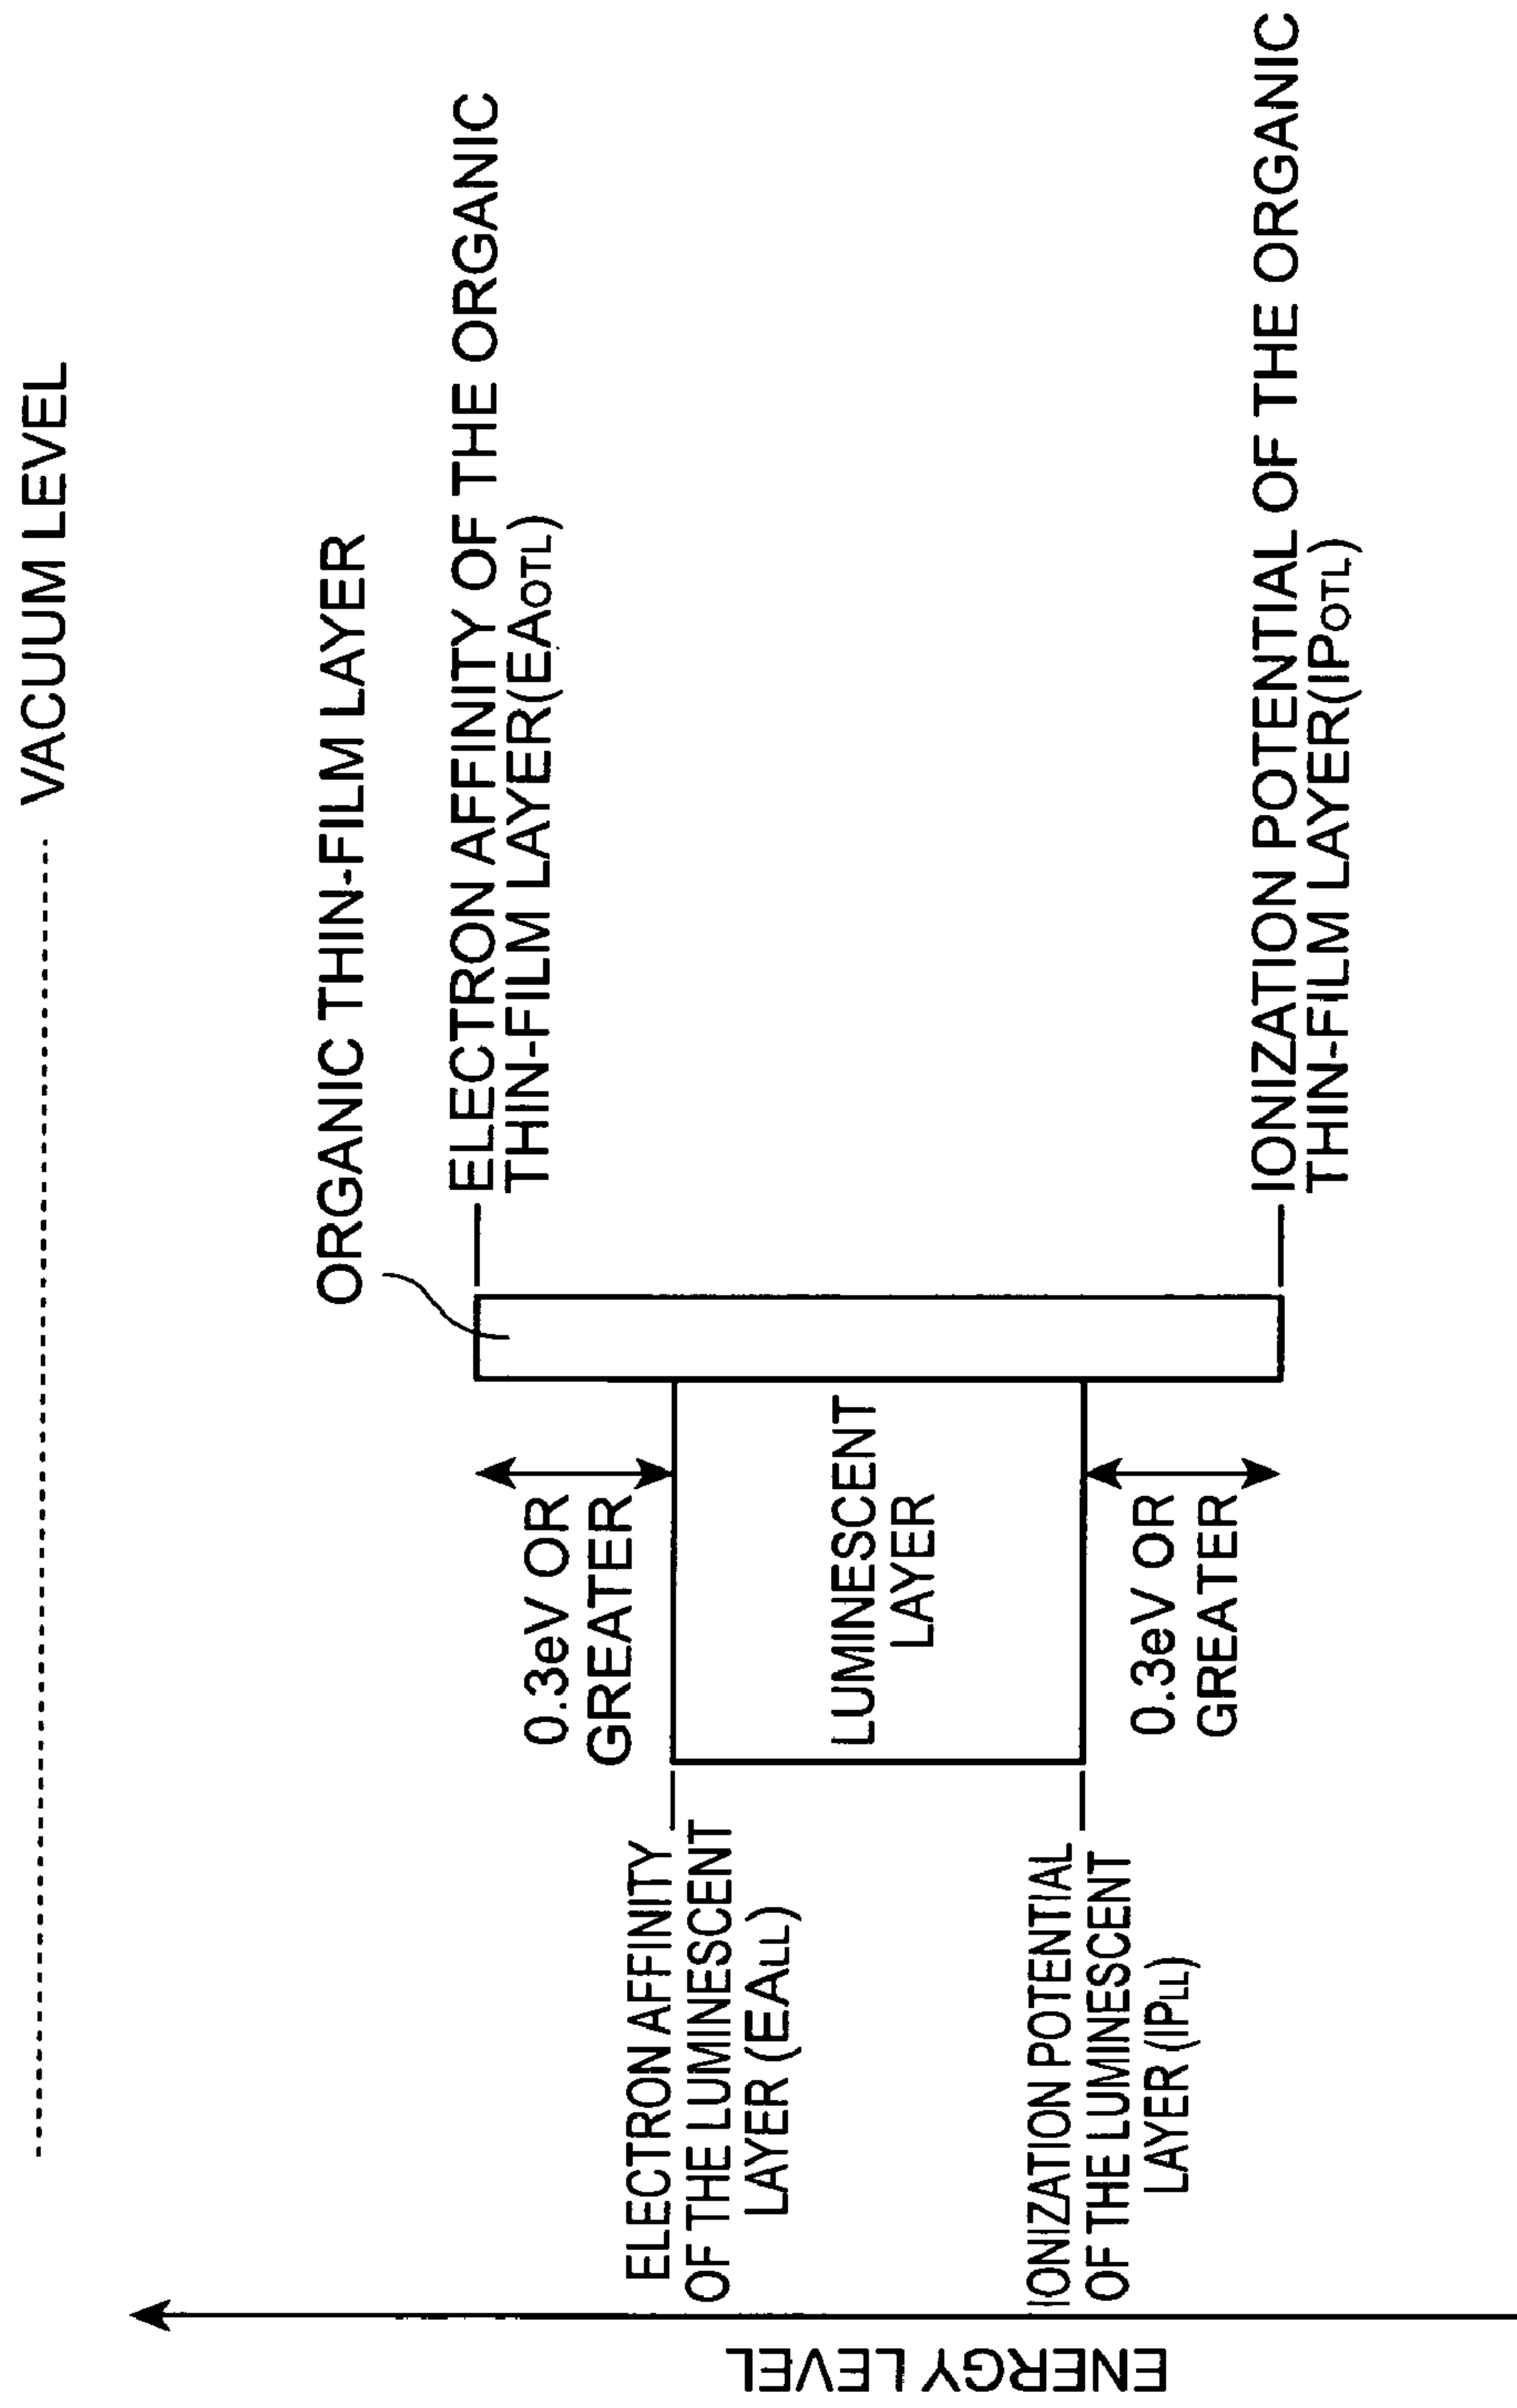 VACUUM LEVEL
ORGANIC THIN-FILM LAYER
ELECTRON AFFINITY OF THE ORGANIC
THIN-FILM LAYER(EAOTL)
0.3eV OR
GREATER
ELECTRON AFFINITY
OF THE LUMINESCENT
LAYER (EALL)
LUMINESCENT
LAYER
IONIZATION POTENTIAL
OF THE LUMINESCENT
LAYER (IPLL)
0.3eV OR
GREATER
IONIZATION POTENTIAL OF THE ORGANIC
THIN-FILM LAYER(IPOTL)
ENERGY LEVEL